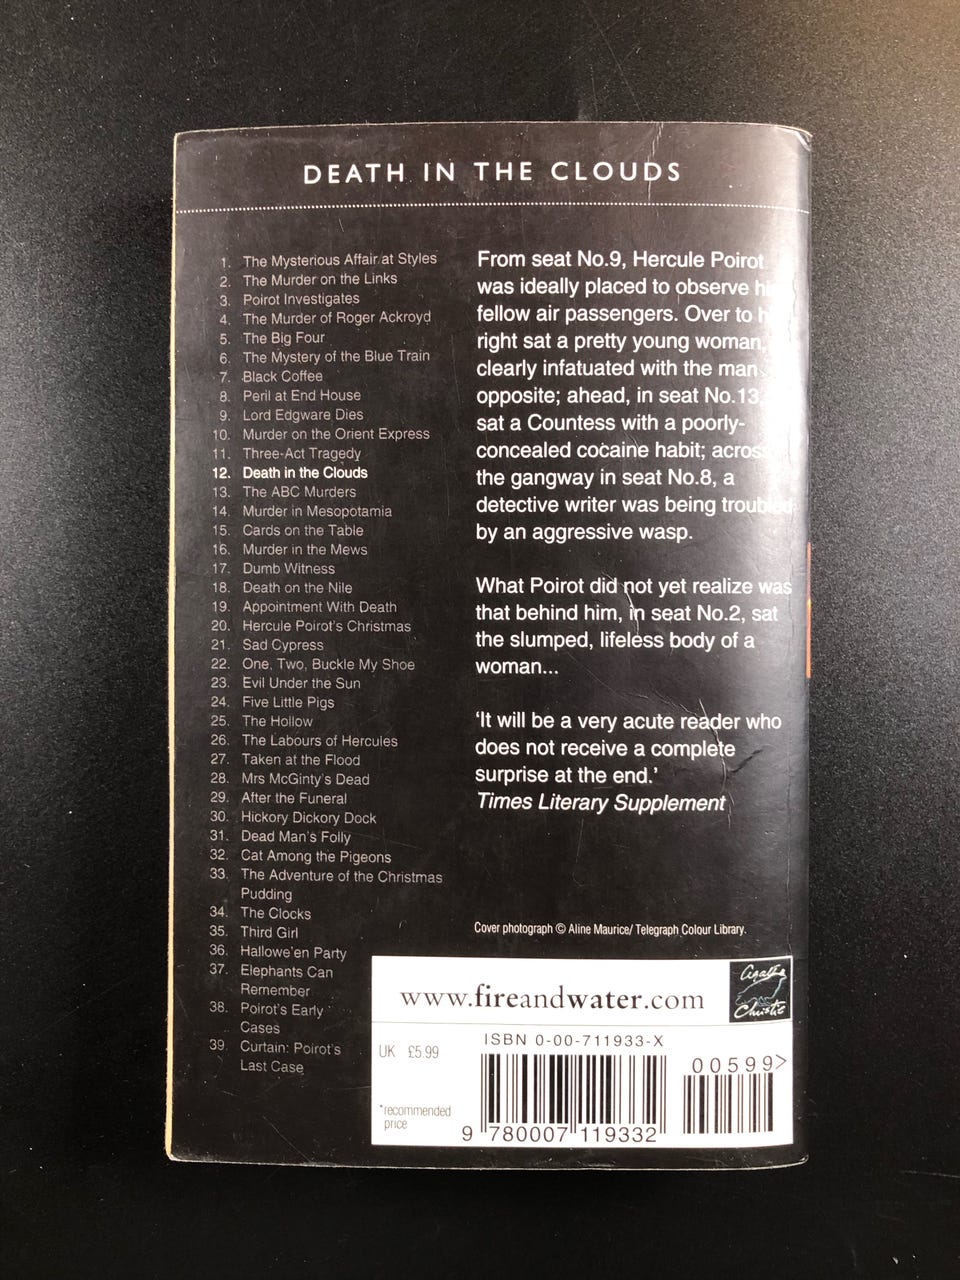 DEATH IN THE CLOUDS
1. The Mysterious Affair at Styles
2. The Murder on the Links
3. Poirot Investigates
4. The Murder of Roger Ackroyd
5. The Big Four
6. The Mystery of the Blue Train
7. Black Coffee
8. Peril at End House
9. Lord Edgware Dies
10. Murder on the Orient Express
11. Three-Act Tragedy
12. Death in the Clouds
13. The ABC Murders
14. Murder in Mesopotamia
15. Cards on the Table
16. Murder in the Mews
17. Dumb Witness
18. Death on the Nile
19. Appointment With Death
20. Hercule Poirot's Christmas
21. Sad Cypress
22. One, Two, Buckle My Shoe
23. Evil Under the Sun
24. Five Little Pigs
25. The Hollow
26. The Labours of Hercules
27. Taken at the Flood
28. Mrs McGinty's Dead
29. After the Funeral
30. Hickory Dickory Dock
31. Dead Man's Folly
32. Cat Among the Pigeons
33. The Adventure of the Christmas
Pudding
34. The Clocks
35. Third Girl
36. Hallowe'en Party
37. Elephants Can
Remember
38. Poirot's Early
Cases
39. Curtain: Poirot's
Last Case
From seat No.9, Hercule Poirot
was ideally placed to observe his
fellow air passengers. Over to
right sat a pretty young woman,
clearly infatuated with the man
opposite; ahead, in seat No.13,
sat a Countess with a poorly-
concealed cocaine habit; across
the gangway in seat No.8, a
detective writer was being troubled
by an aggressive wasp.
What Poirot did not yet realize was
that behind him, in seat No.2, sat
the slumped, lifeless body of a
woman...
'It will be a very acute reader who
does not receive a complete
surprise at the end.'
Times Literary Supplement
Cover photograph © Aline Maurice/ Telegraph Colour Library.
www.fireandwater.com
Agatha
Christie
ISBN 0-00-711933-X
UK £5.99
*recommended
price
9 780007 119332
00599>